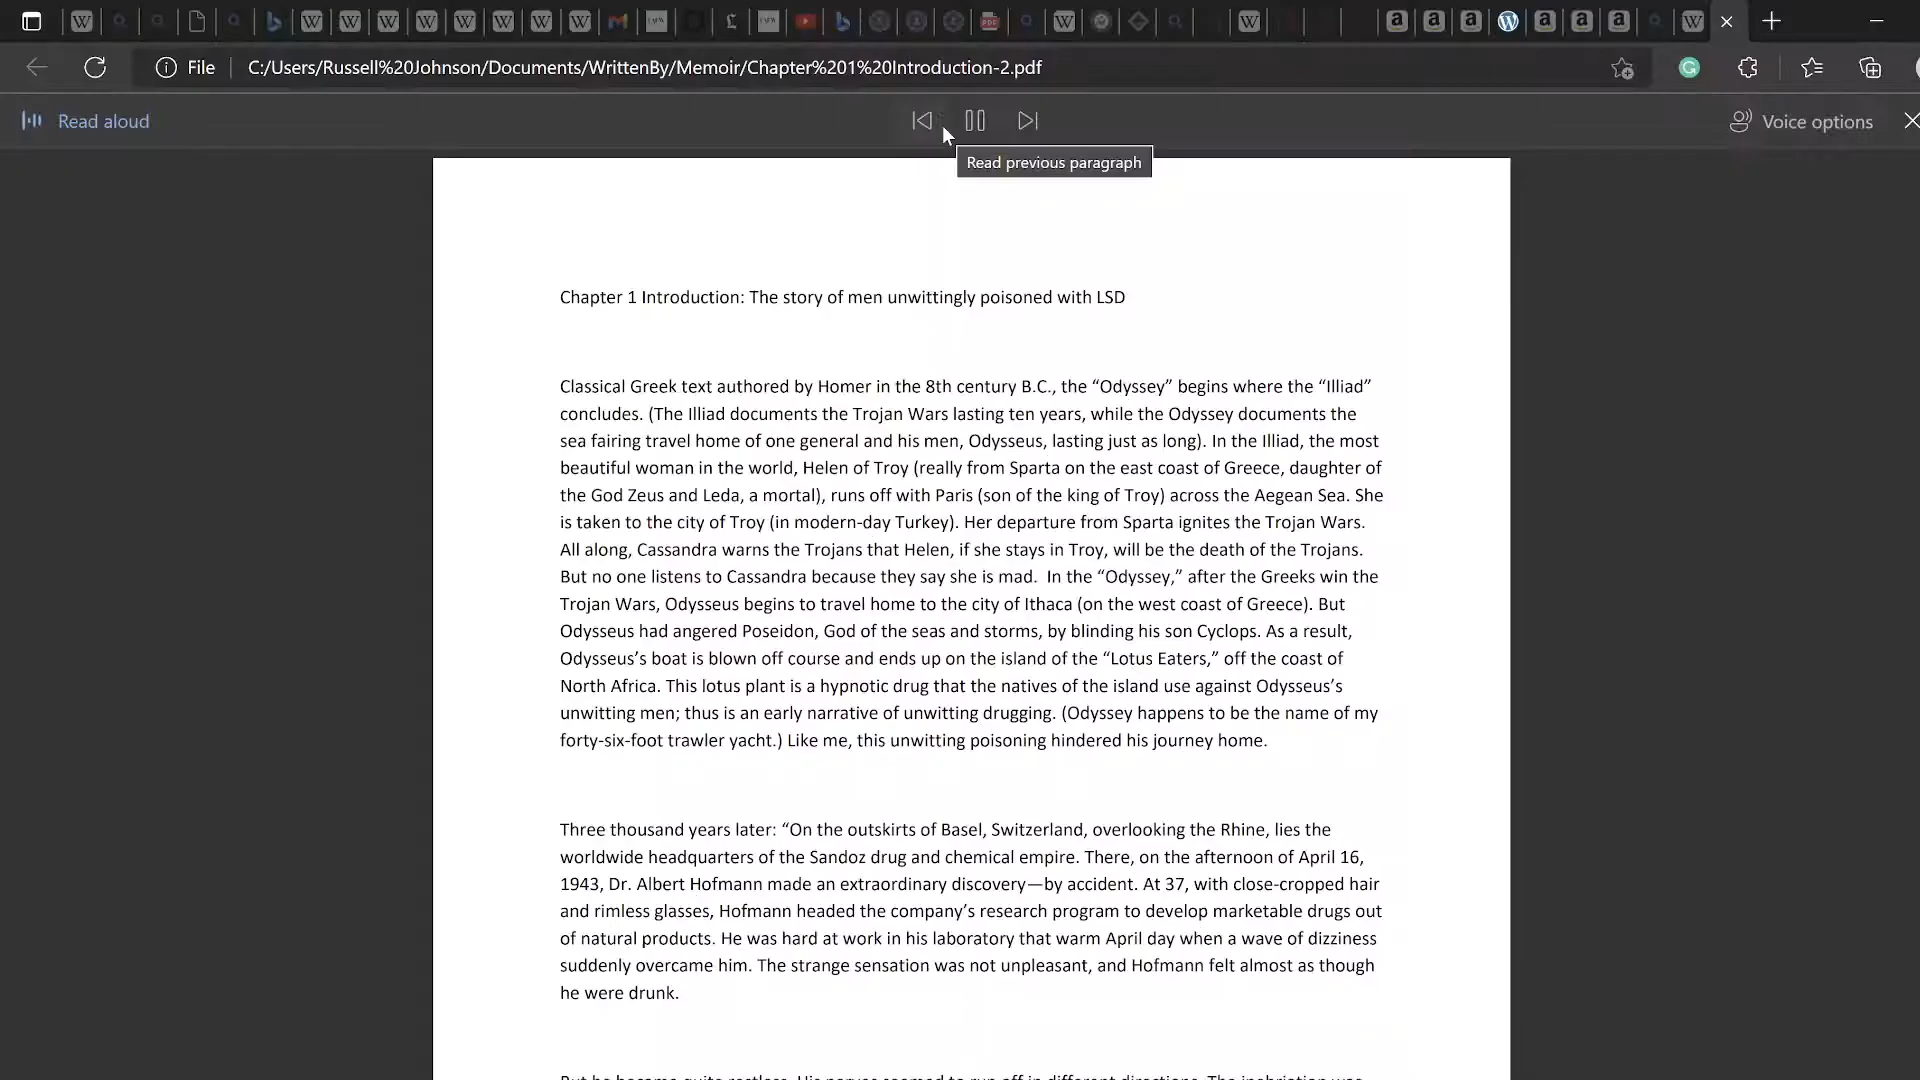 File
C:/Users/Russell%20Johnson/Documents/WrittenBy/Memoir/Chapter%201%20Introduction-2.pdf
Read aloud
Voice options
Read previous paragraph
Chapter 1 Introduction: The story of men unwittingly poisoned with LSD
Classical Greek text authored by Homer in the 8th century B.C., the “Odyssey” begins where the “Illiad”
concludes. (The Illiad documents the Trojan Wars lasting ten years, while the Odyssey documents the
sea fairing travel home of one general and his men, Odysseus, lasting just as long). In the Illiad, the most
beautiful woman in the world, Helen of Troy (really from Sparta on the east coast of Greece, daughter of
the God Zeus and Leda, a mortal), runs off with Paris (son of the king of Troy) across the Aegean Sea. She
is taken to the city of Troy (in modern-day Turkey). Her departure from Sparta ignites the Trojan Wars.
All along, Cassandra warns the Trojans that Helen, if she stays in Troy, will be the death of the Trojans.
But no one listens to Cassandra because they say she is mad.  In the “Odyssey,” after the Greeks win the
Trojan Wars, Odysseus begins to travel home to the city of Ithaca (on the west coast of Greece). But
Odysseus had angered Poseidon, God of the seas and storms, by blinding his son Cyclops. As a result,
Odysseus’s boat is blown off course and ends up on the island of the “Lotus Eaters,” off the coast of
North Africa. This lotus plant is a hypnotic drug that the natives of the island use against Odysseus’s
unwitting men; thus is an early narrative of unwitting drugging. (Odyssey happens to be the name of my
forty-six-foot trawler yacht.) Like me, this unwitting poisoning hindered his journey home.
Three thousand years later: “On the outskirts of Basel, Switzerland, overlooking the Rhine, lies the
worldwide headquarters of the Sandoz drug and chemical empire. There, on the afternoon of April 16,
1943, Dr. Albert Hofmann made an extraordinary discovery—by accident. At 37, with close-cropped hair
and rimless glasses, Hofmann headed the company’s research program to develop marketable drugs out
of natural products. He was hard at work in his laboratory that warm April day when a wave of dizziness
suddenly overcame him. The strange sensation was not unpleasant, and Hofmann felt almost as though
he were drunk.